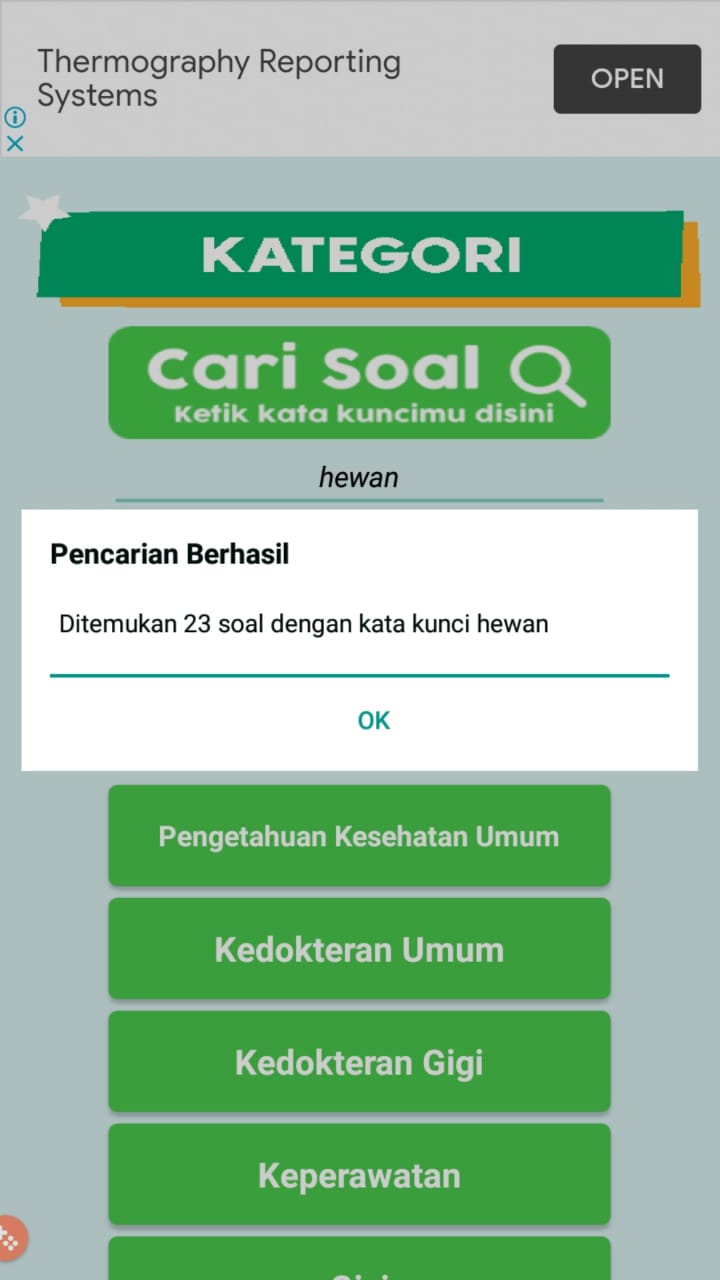 Thermography Reporting
Systems
OPEN
KATEGORI
Cari Soal
Ketik kata kuncimu disini
hewan
Pencarian Berhasil
Ditemukan 23 soal dengan kata kunci hewan
OK
Pengetahuan Kesehatan Umum
Kedokteran Umum
Kedokteran Gigi
Keperawatan